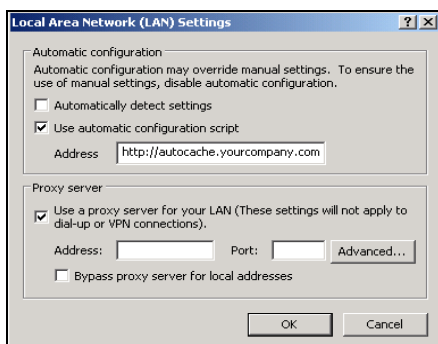 Local Area Network (LAN) Settings
Automatic configuration
Automatic configuration may override manual settings. To ensure the
use of manual settings, disable automatic configuration.
Automatically detect settings
Use automatic configuration script
Address http://autocache.yourcompany.com
Proxy server
Use a proxy server for your LAN (These settings will not apply to
dial-up or VPN connections).
Address: Port: Advanced...
Bypass proxy server for local addresses
OK Cancel